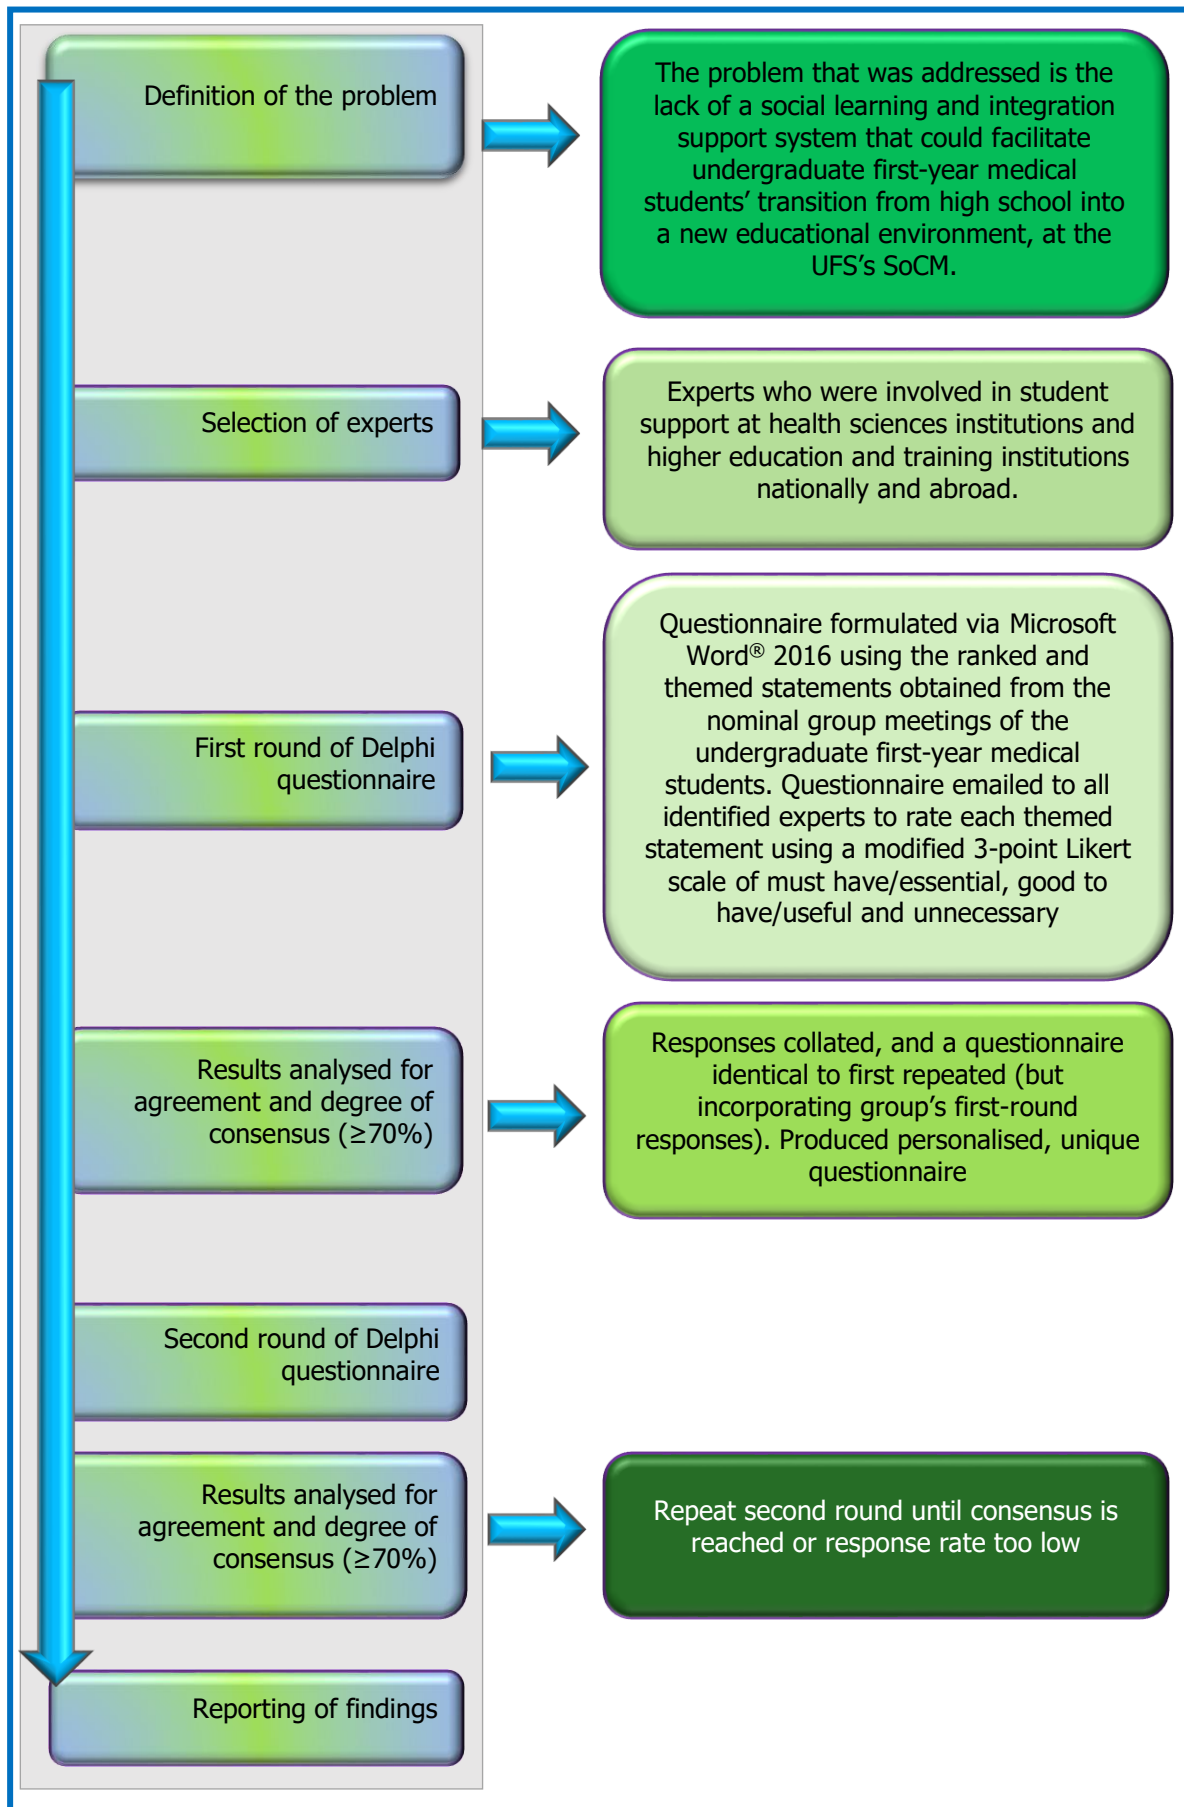 Definition of the problem
The problem that was addressed is the
lack of a social learning and integration
support system that could facilitate
undergraduate first-year medical
students’ transition from high school into
a new educational environment, at the
UFS’s SoCM.
Selection of experts
Experts who were involved in student
support at health sciences institutions and
higher education and training institutions
nationally and abroad.
First round of Delphi
questionnaire
Questionnaire formulated via Microsoft
Word® 2016 using the ranked and
themed statements obtained from the
nominal group meetings of the
undergraduate first-year medical
students. Questionnaire emailed to all
identified experts to rate each themed
statement using a modified 3-point Likert
scale of must have/essential, good to
have/useful and unnecessary
Results analysed for
agreement and degree of
consensus (≥70%)
Responses collated, and a questionnaire
identical to first repeated (but
incorporating group’s first-round
responses). Produced personalised, unique
questionnaire
Second round of Delphi
questionnaire
Results analysed for
agreement and degree of
consensus (≥70%)
Repeat second round until consensus is
reached or response rate too low
Reporting of findings